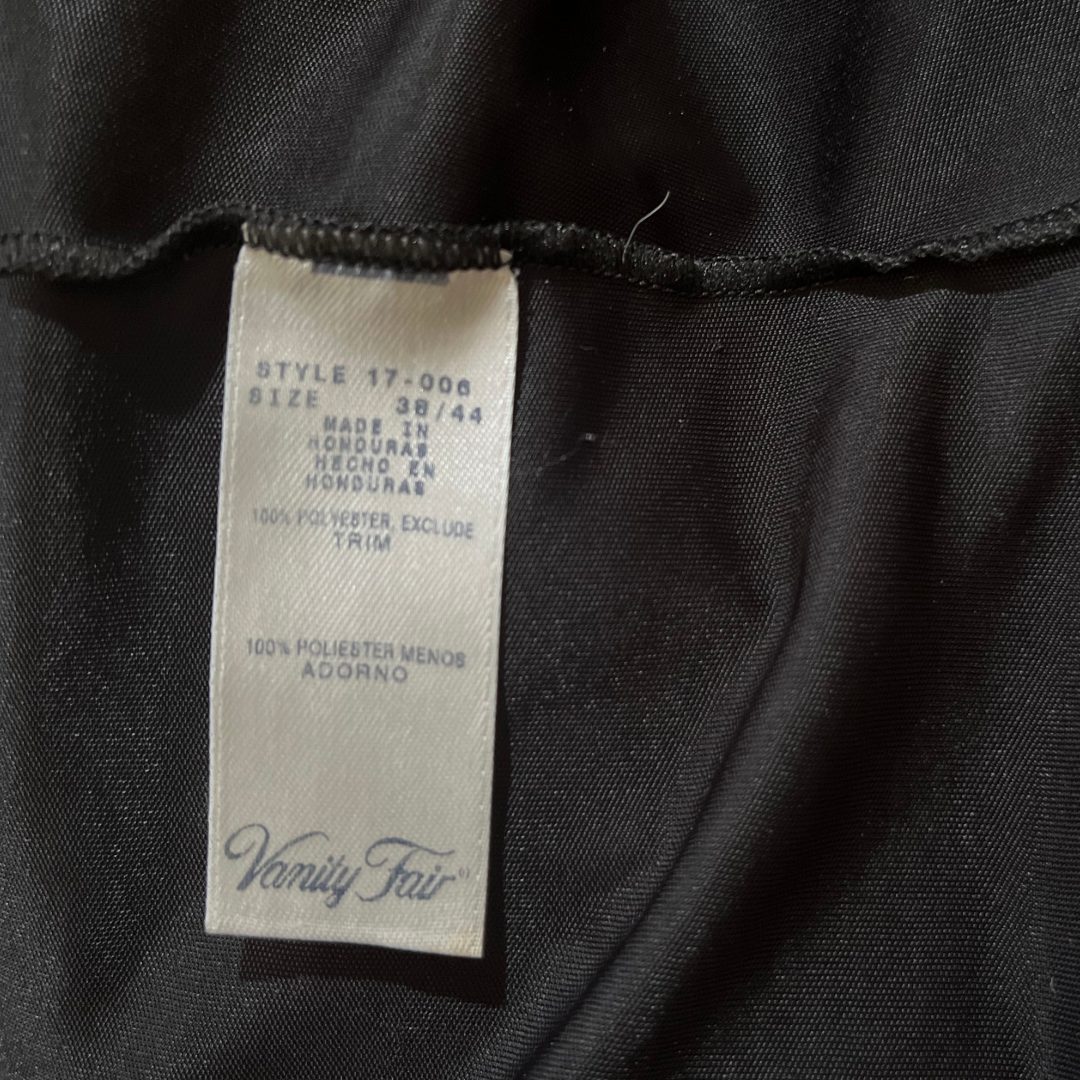 STYLE 17-006
SIZE 38/44
MADE IN
HONDURAS
HECHO EN
HONDURAS
100% POLYESTER, EXCLUDE
TRIM
100% POLIESTER MENOS
ADORNO
Vanity Fair